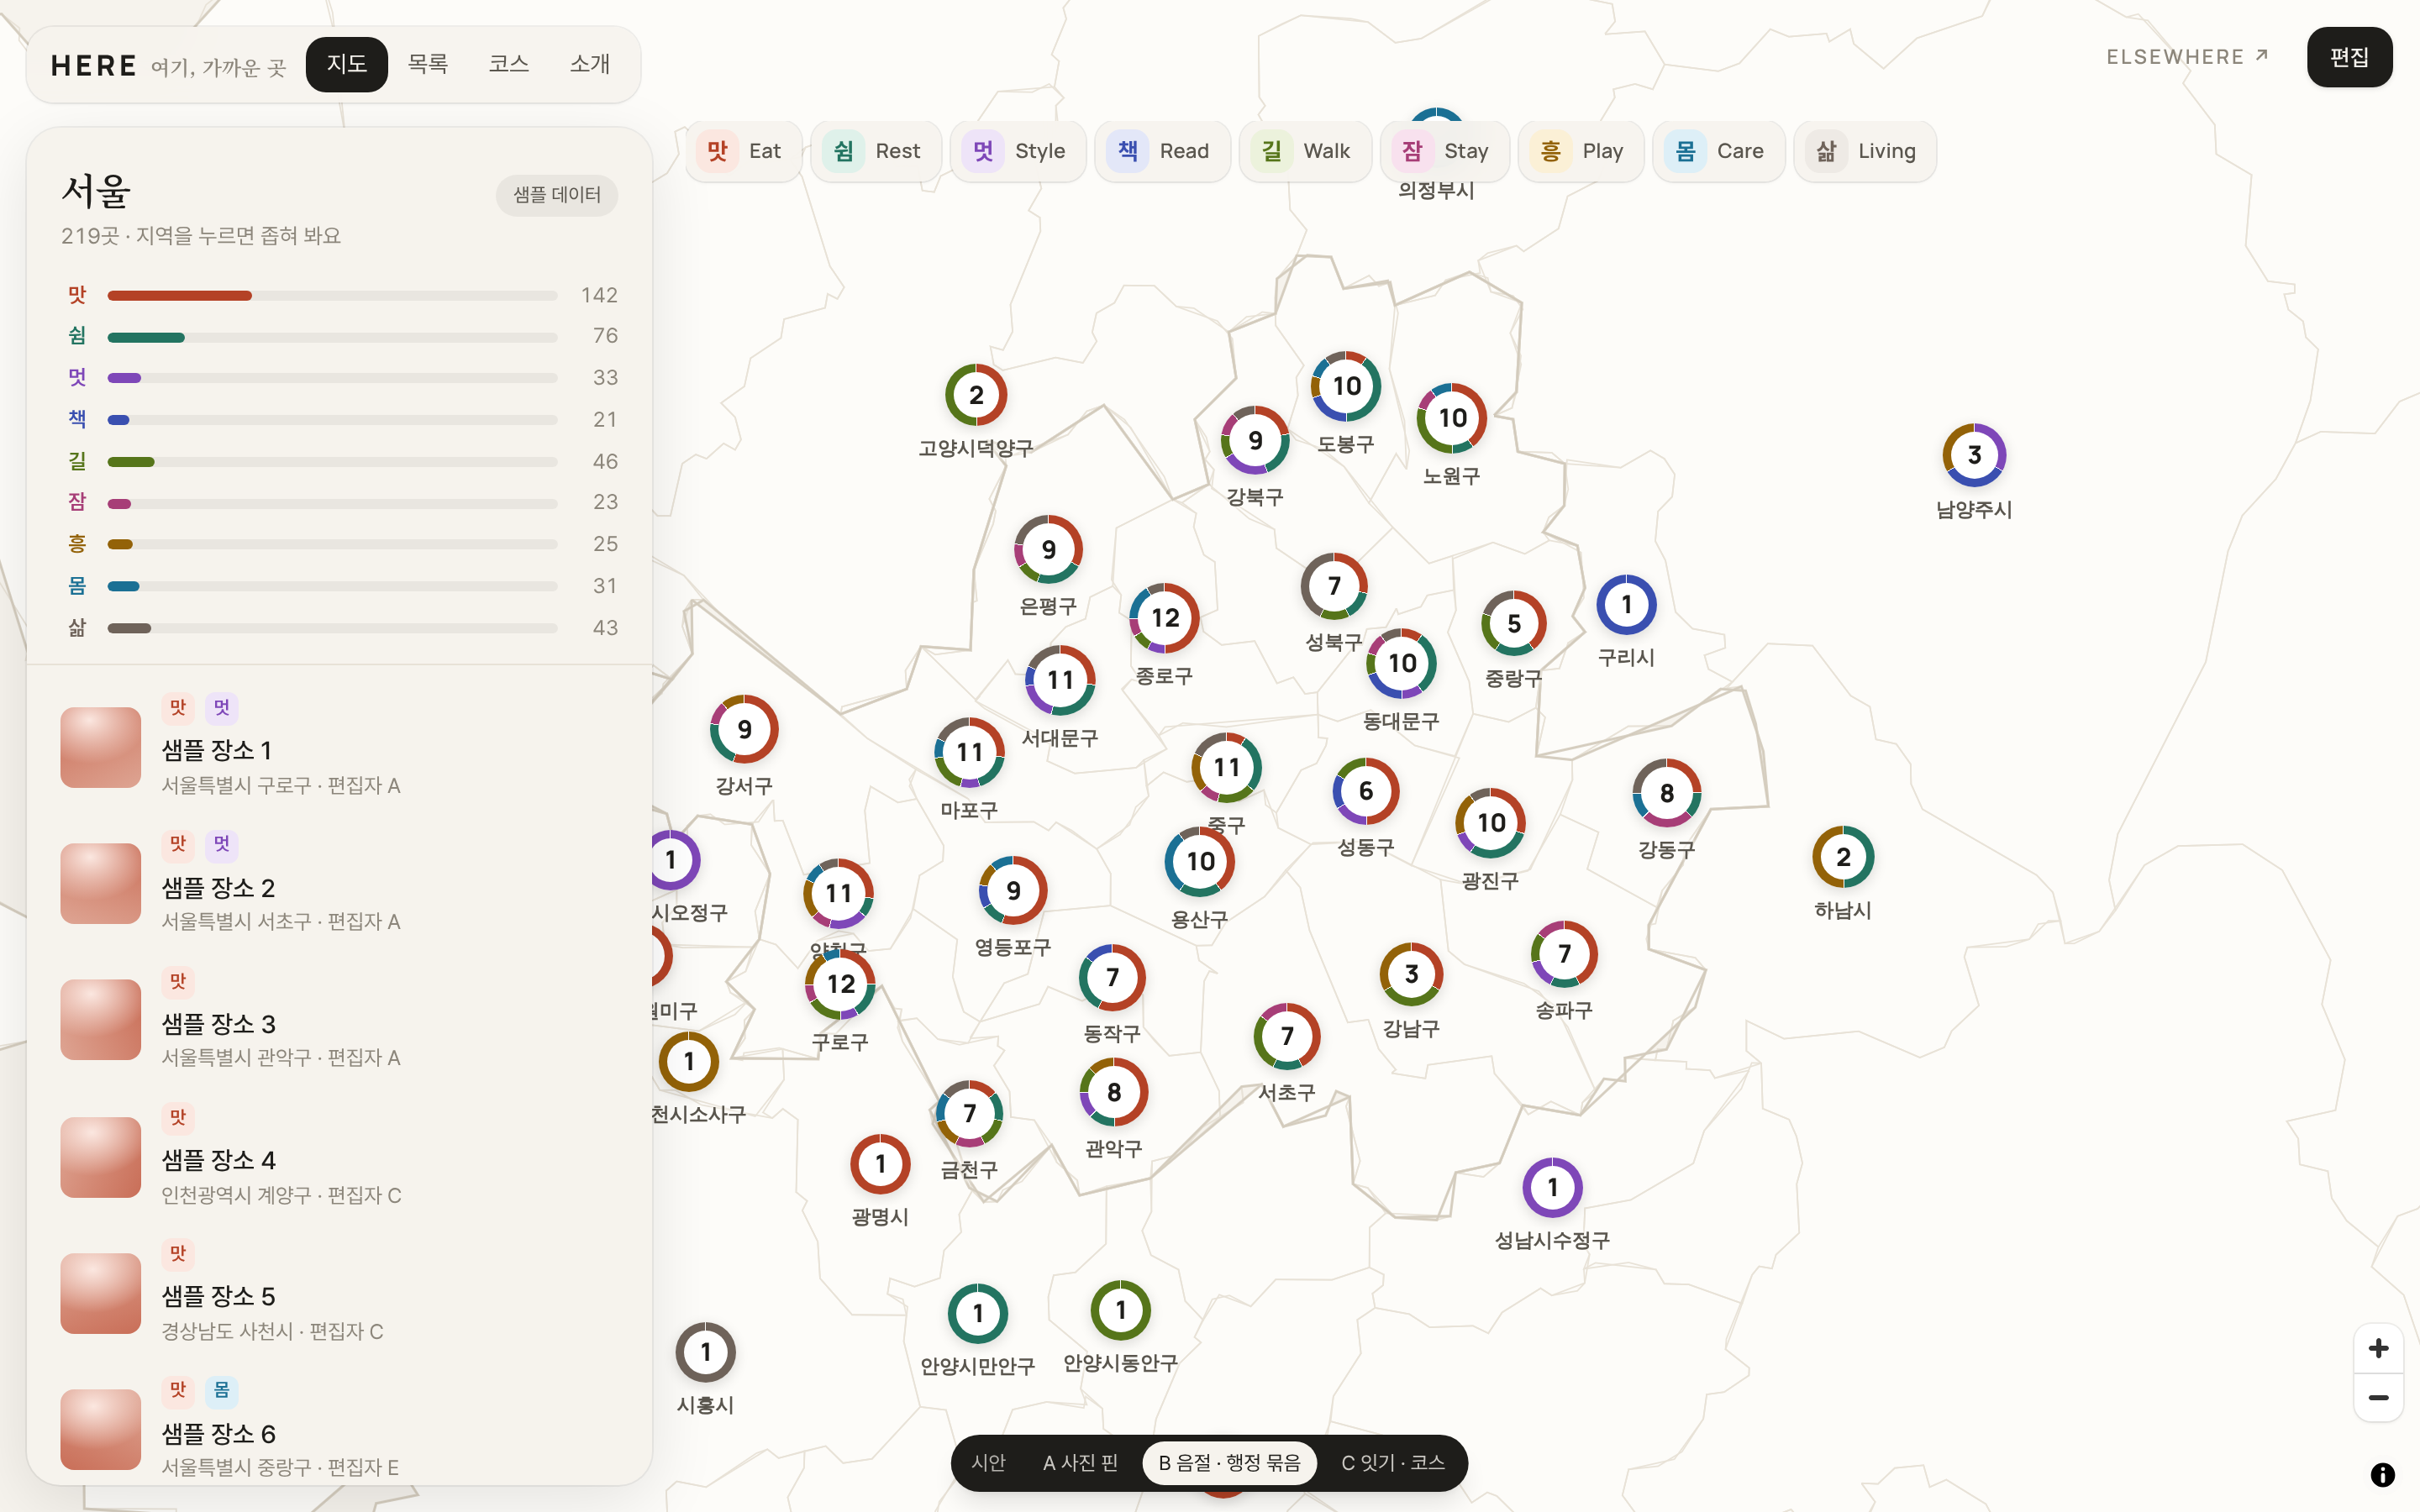 HERE 여기, 가까운 곳 지도 목록 코스 소개
ELSEWHERE ↗ 편집
맛 Eat 쉼 Rest 멋 Style 책 Read 길 Walk 잠 Stay 흥 Play 몸 Care 삶 Living
서울 샘플 데이터
219곳 · 지역을 누르면 좁혀 봐요
맛 142
쉼 76
멋 33
책 21
길 46
잠 23
흥 25
몸 31
삶 43
맛 멋
샘플 장소 1
서울특별시 구로구 · 편집자 A
맛 멋
샘플 장소 2
서울특별시 서초구 · 편집자 A
맛
샘플 장소 3
서울특별시 관악구 · 편집자 A
맛
샘플 장소 4
인천광역시 계양구 · 편집자 C
맛
샘플 장소 5
경상남도 사천시 · 편집자 C
맛 몸
샘플 장소 6
서울특별시 중랑구 · 편집자 E
의정부시
2
고양시덕양구
10
도봉구
10
노원구
9
강북구
3
남양주시
9
은평구
12
종로구
7
성북구
5
중랑구
1
구리시
10
동대문구
11
서대문구
9
강서구
11
마포구
11
중구
6
성동구
10
광진구
8
강동구
2
하남시
1
시오정구
11
양천구
9
영등포구
10
용산구
원미구
12
구로구
7
동작구
3
강남구
7
송파구
1
천시소사구
7
서초구
8
관악구
7
금천구
1
광명시
1
성남시수정구
1
안양시만안구
1
안양시동안구
1
시흥시
시안 A 사진 핀 B 음절 · 행정 묶음 C 잇기 · 코스
+
−